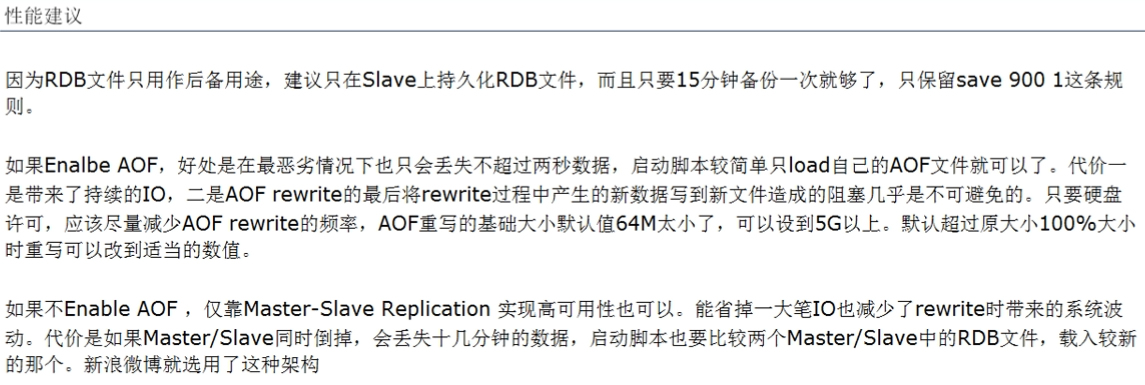 性能建议
因为RDB文件只用作后备用途，建议只在Slave上持久化RDB文件，而且只要15分钟备份一次就够了，只保留save 900 1这条规
则。
如果Enalbe AOF，好处是在最恶劣情况下也只会丢失不超过两秒数据，启动脚本较简单只load自己的AOF文件就可以了。代价一
是带来了持续的IO，二是AOF rewrite的最后将rewrite过程中产生的新数据写到新文件造成的阻塞几乎是不可避免的。只要硬盘
许可，应该尽量减少AOF rewrite的频率，AOF重写的基础大小默认值64M太小了，可以设到5G以上。默认超过原大小100%大小
时重写可以改到适当的数值。
如果不Enable AOF ，仅靠Master-Slave Replication 实现高可用性也可以。能省掉一大笔IO也减少了rewrite时带来的系统波
动。代价是如果Master/Slave同时倒掉，会丢失十几分钟的数据，启动脚本也要比较两个Master/Slave中的RDB文件，载入较新
的那个。新浪微博就选用了这种架构